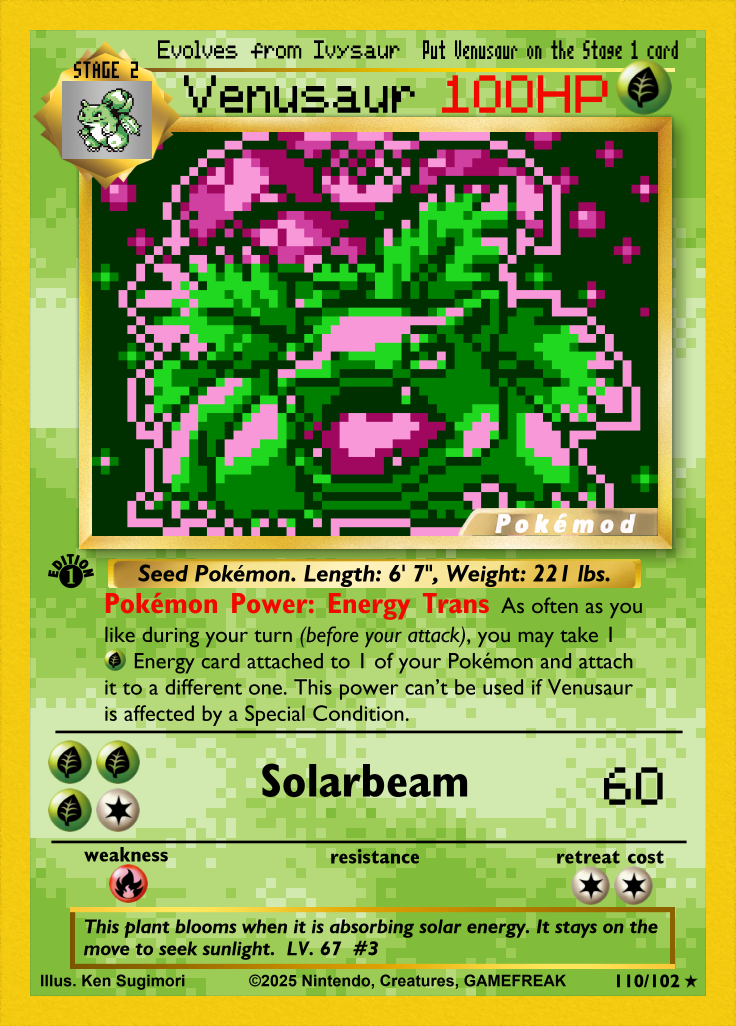 Evolves from Ivysaur Put Venusaur on the Stage 1 card
STAGE 2
Venusaur 100HP
Pokémod
EDITION 1
Seed Pokémon. Length: 6' 7", Weight: 221 lbs.
Pokémon Power: Energy Trans As often as you
like during your turn (before your attack), you may take 1
Energy card attached to 1 of your Pokémon and attach
it to a different one. This power can't be used if Venusaur
is affected by a Special Condition.
Solarbeam 60
weakness resistance retreat cost
This plant blooms when it is absorbing solar energy. It stays on the
move to seek sunlight. LV. 67 #3
Illus. Ken Sugimori ©2025 Nintendo, Creatures, GAMEFREAK 110/102 ★